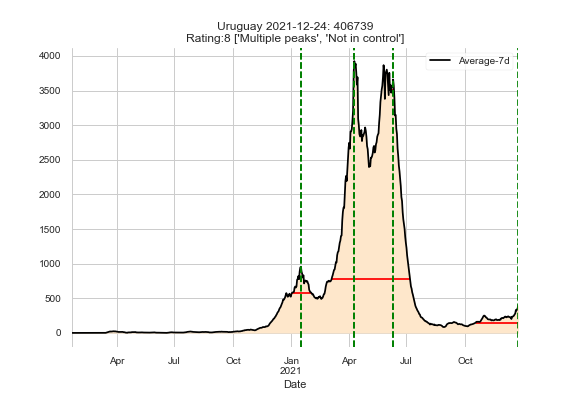 Uruguay 2021-12-24: 406739
Rating:8 ['Multiple peaks', 'Not in control']
Average-7d
4000
3500
3000
2500
2000
1500
1000
500
0
Apr Jul Oct Jan Apr Jul Oct
2021
Date